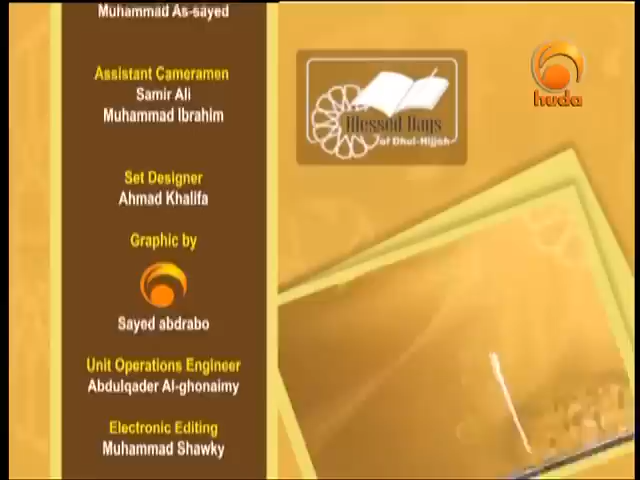 Muhammad As-sayed
Assistant Cameramen
Samir Ali
Muhammad Ibrahim
Set Designer
Ahmad Khalifa
Graphic by
Sayed abdrabo
Unit Operations Engineer
Abdulqader Al-ghonaimy
Electronic Editing
Muhammad Shawky
Blessed Days
of Dhul-Hijjah
huda